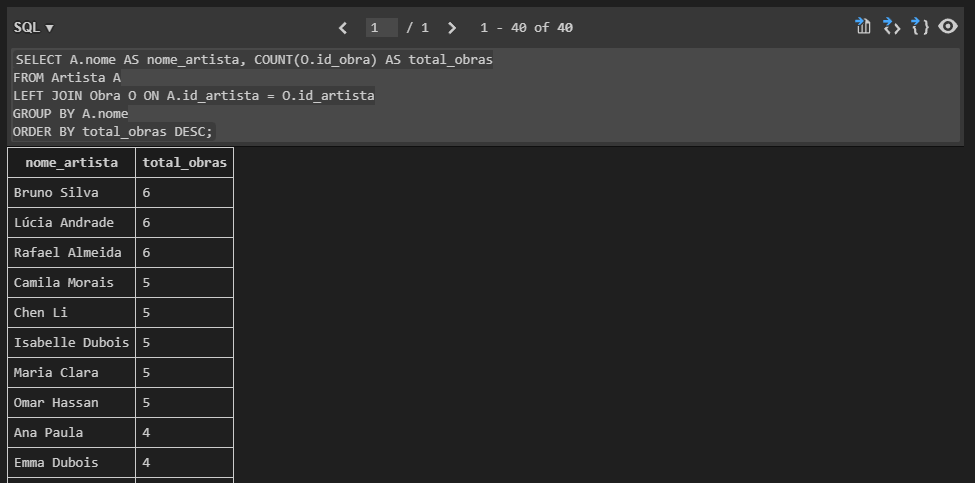 SQL ▼ 1 / 1 1 - 40 of 40
SELECT A.nome AS nome_artista, COUNT(O.id_obra) AS total_obras
FROM Artista A
LEFT JOIN Obra O ON A.id_artista = O.id_artista
GROUP BY A.nome
ORDER BY total_obras DESC;
nome_artista total_obras
Bruno Silva 6
Lúcia Andrade 6
Rafael Almeida 6
Camila Morais 5
Chen Li 5
Isabelle Dubois 5
Maria Clara 5
Omar Hassan 5
Ana Paula 4
Emma Dubois 4